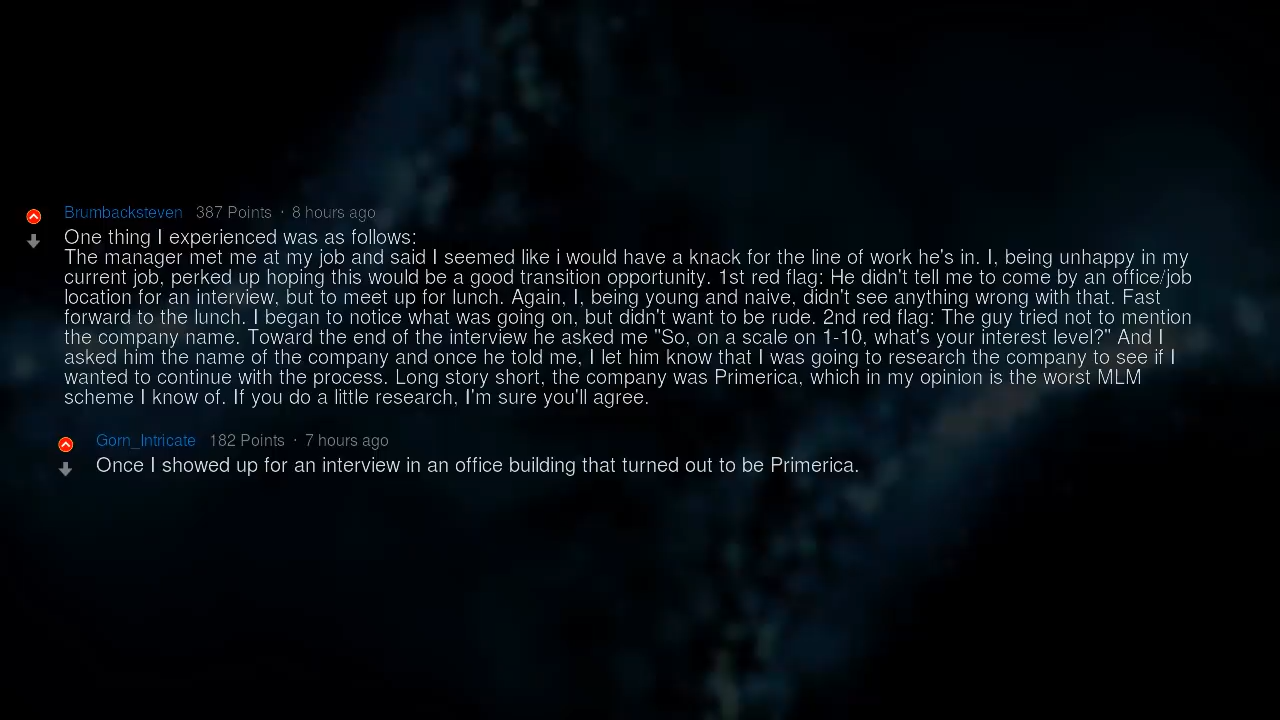 Brumbacksteven 387 Points · 8 hours ago
One thing I experienced was as follows:
The manager met me at my job and said I seemed like i would have a knack for the line of work he's in. I, being unhappy in my
current job, perked up hoping this would be a good transition opportunity. 1st red flag: He didn't tell me to come by an office/job
location for an interview, but to meet up for lunch. Again, I, being young and naive, didn't see anything wrong with that. Fast
forward to the lunch. I began to notice what was going on, but didn't want to be rude. 2nd red flag: The guy tried not to mention
the company name. Toward the end of the interview he asked me "So, on a scale on 1-10, what's your interest level?" And I
asked him the name of the company and once he told me, I let him know that I was going to research the company to see if I
wanted to continue with the process. Long story short, the company was Primerica, which in my opinion is the worst MLM
scheme I know of. If you do a little research, I'm sure you'll agree.
Gorn_Intricate 182 Points · 7 hours ago
Once I showed up for an interview in an office building that turned out to be Primerica.